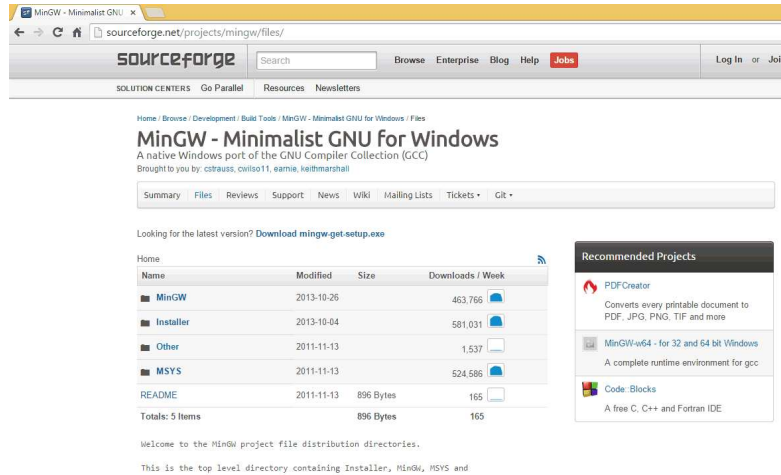 MinGW - Minimalist GNU
sourceforge.net/projects/mingw/files/
sourceforge
Search
Browse Enterprise Blog Help Jobs
Log In or Joi
SOLUTION CENTERS Go Parallel Resources Newsletters
Home / Browse / Development / Build Tools / MinGW - Minimalist GNU for Windows / Files
MinGW - Minimalist GNU for Windows
A native Windows port of the GNU Compiler Collection (GCC)
Brought to you by: cstrauss, cwilso11, earnie, keithmarshall
Summary Files Reviews Support News Wiki Mailing Lists Tickets Git
Looking for the latest version? Download mingw-get-setup.exe
Home
Name Modified Size Downloads / Week
MinGW 2013-10-26 463,766
Installer 2013-10-04 581,031
Other 2011-11-13 1,537
MSYS 2011-11-13 524,586
README 2011-11-13 896 Bytes 165
Totals: 5 Items 896 Bytes 165
Welcome to the MinGW project file distribution directories.
This is the top level directory containing Installer, MinGW, MSYS and
Recommended Projects
PDFCreator
Converts every printable document to
PDF, JPG, PNG, TIF and more
MinGW-w64 - for 32 and 64 bit Windows
A complete runtime environment for gcc
Code::Blocks
A free C, C++ and Fortran IDE